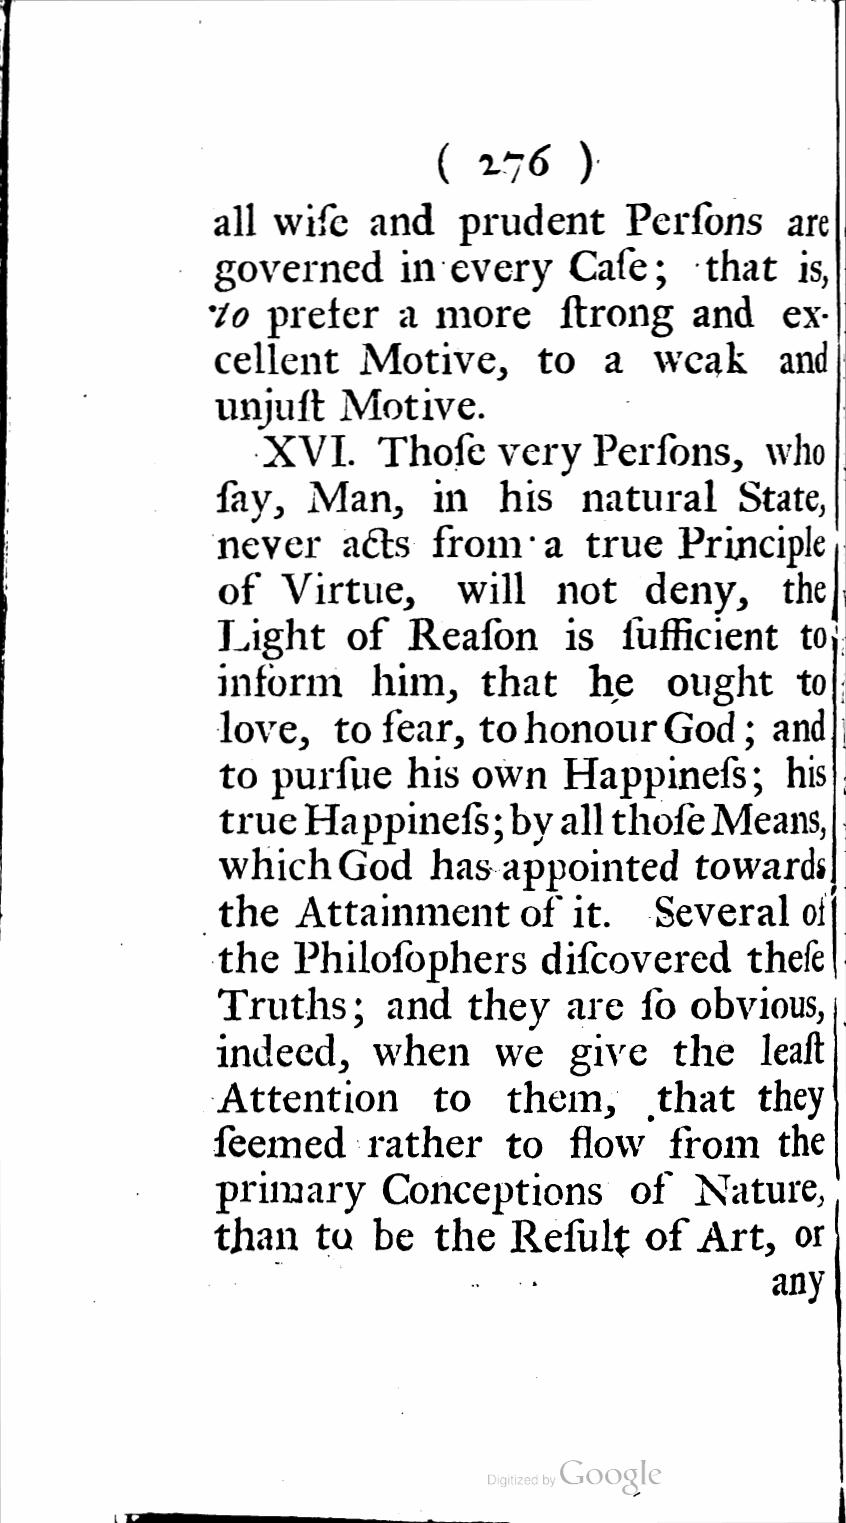 ( 276 )
all wiſe and prudent Perſons are
governed in every Caſe; that is,
to prefer a more ſtrong and ex-
cellent Motive, to a weak and
unjuſt Motive.
XVI. Thoſe very Perſons, who
ſay, Man, in his natural State,
never acts from a true Principle
of Virtue, will not deny, the
Light of Reaſon is ſufficient to
inform him, that he ought to
love, to fear, to honour God; and
to purſue his own Happineſs; his
true Happineſs; by all thoſe Means,
which God has appointed towards
the Attainment of it. Several of
the Philoſophers diſcovered theſe
Truths; and they are ſo obvious,
indeed, when we give the leaſt
Attention to them, that they
ſeemed rather to flow from the
primary Conceptions of Nature,
than to be the Reſult of Art, or
any
Digitized by Google